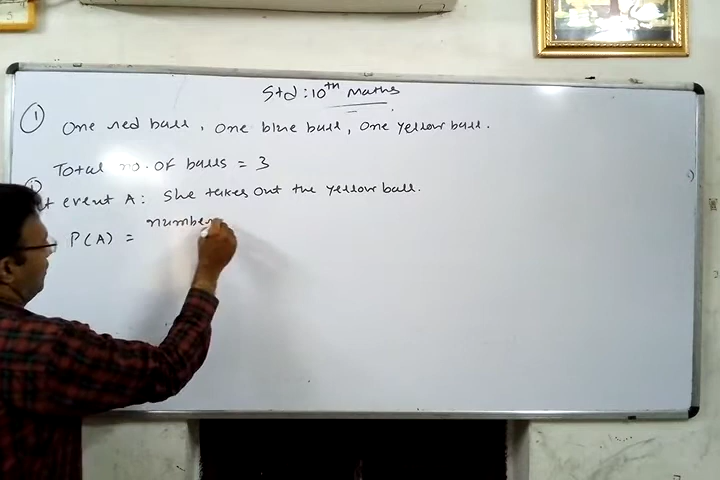 Std : 10th Maths
① One red ball, One blue ball, One yellow ball.
Total no. of balls = 3
(i) Let event A : She takes out the yellow ball.
P(A) = number